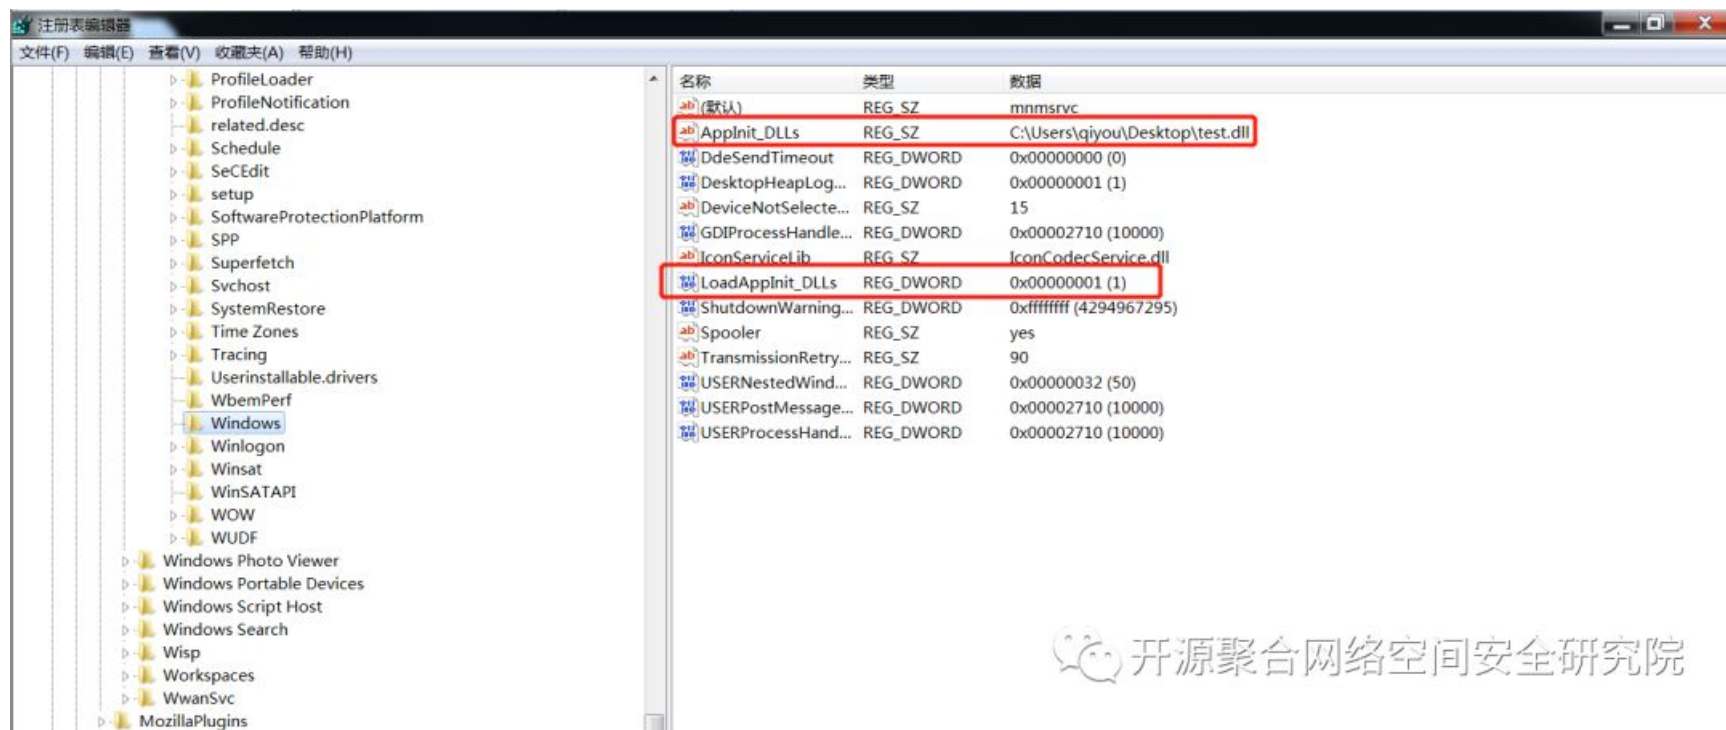 注册表编辑器
文件(F) 编辑(E) 查看(V) 收藏夹(A) 帮助(H)
ProfileLoader
ProfileNotification
related.desc
Schedule
SeCEdit
setup
SoftwareProtectionPlatform
SPP
Superfetch
Svchost
SystemRestore
Time Zones
Tracing
Userinstallable.drivers
WbemPerf
Windows
Winlogon
Winsat
WinSATAPI
WOW
WUDF
Windows Photo Viewer
Windows Portable Devices
Windows Script Host
Windows Search
Wisp
Workspaces
WwanSvc
MozillaPlugins
名称 类型 数据
(默认) REG_SZ mnmsrvc
AppInit_DLLs REG_SZ C:\Users\qiyou\Desktop\test.dll
DdeSendTimeout REG_DWORD 0x00000000 (0)
DesktopHeapLog... REG_DWORD 0x00000001 (1)
DeviceNotSelecte... REG_SZ 15
GDIProcessHandle... REG_DWORD 0x00002710 (10000)
IconServiceLib REG_SZ IconCodecService.dll
LoadAppInit_DLLs REG_DWORD 0x00000001 (1)
ShutdownWarning... REG_DWORD 0xffffffff (4294967295)
Spooler REG_SZ yes
TransmissionRetry... REG_SZ 90
USERNestedWind... REG_DWORD 0x00000032 (50)
USERPostMessage... REG_DWORD 0x00002710 (10000)
USERProcessHand... REG_DWORD 0x00002710 (10000)
开源聚合网络空间安全研究院